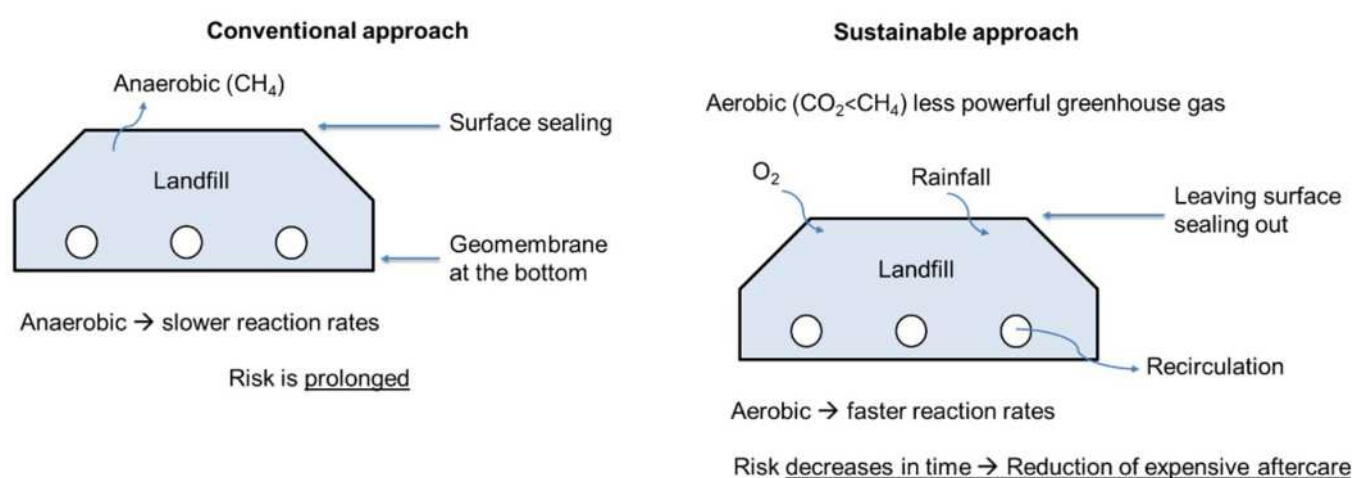 Conventional approach
Anaerobic (CH₄)
Surface sealing
Landfill
Geomembrane
at the bottom
Anaerobic → slower reaction rates
Risk is prolonged
Sustainable approach
Aerobic (CO₂<CH₄) less powerful greenhouse gas
O₂
Rainfall
Leaving surface
sealing out
Landfill
Recirculation
Aerobic → faster reaction rates
Risk decreases in time → Reduction of expensive aftercare